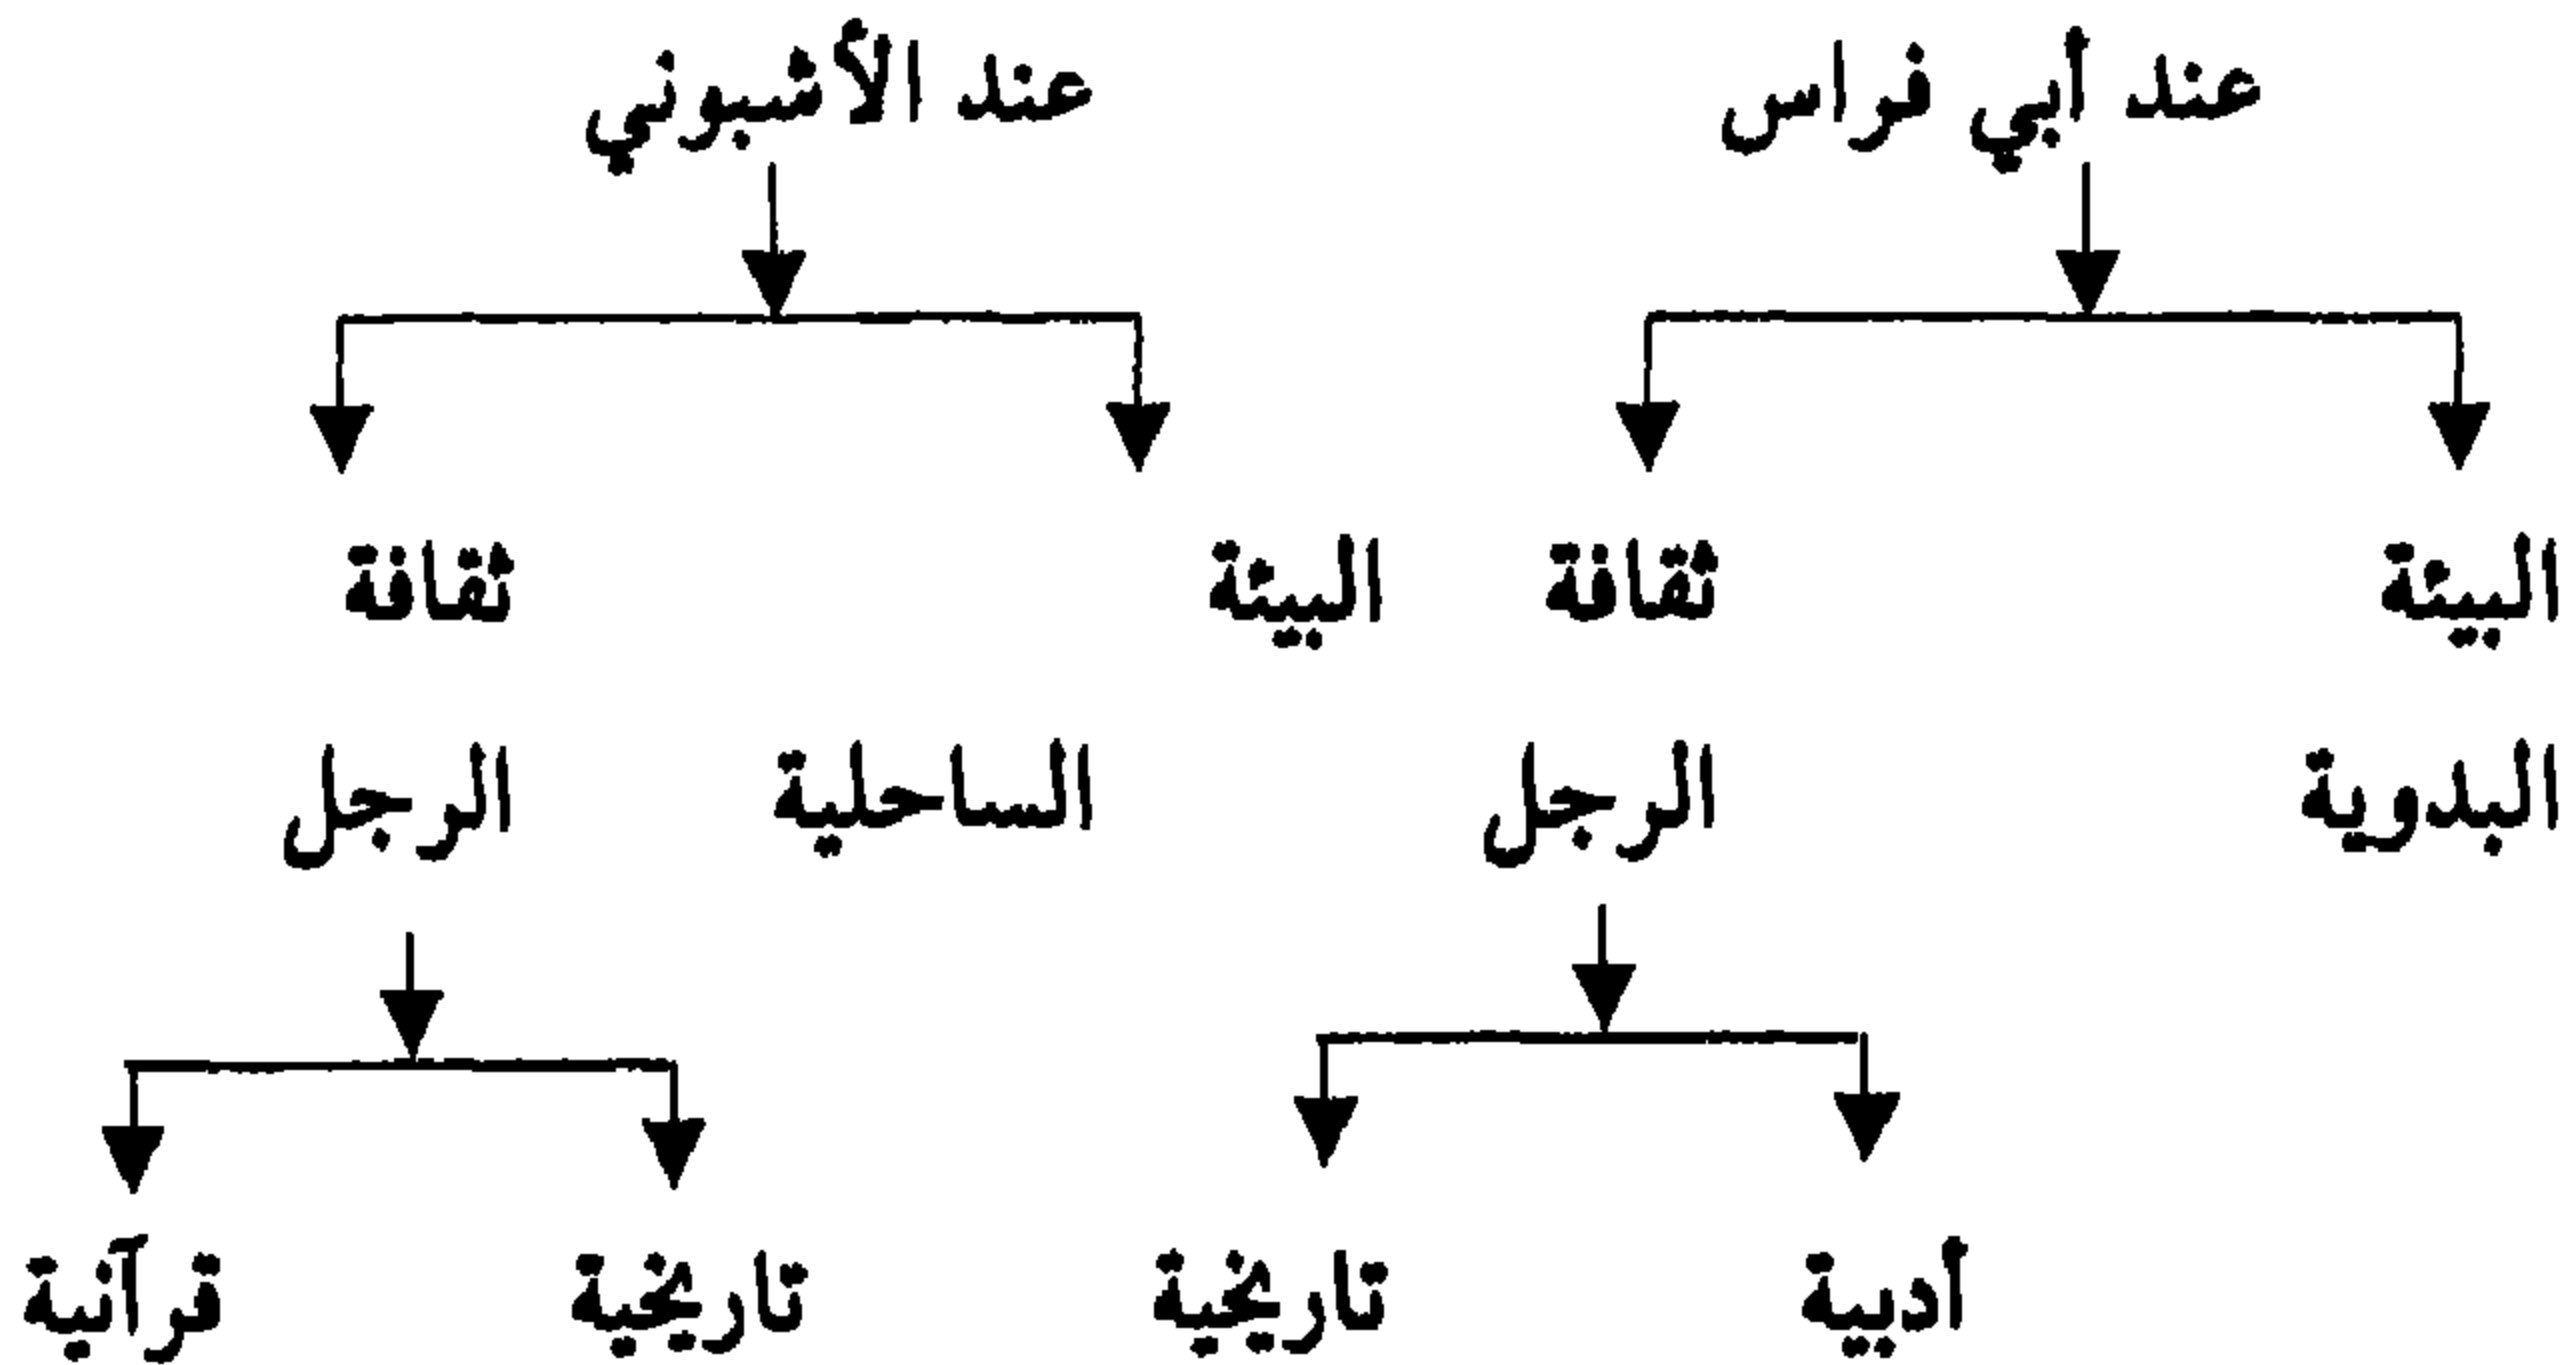 عند أبي فراس عند الأشبوني
البيئة ثقافة البيئة ثقافة
البدوية الرجل الساحلية الرجل
أدبية تاريخية تاريخية قرآنية